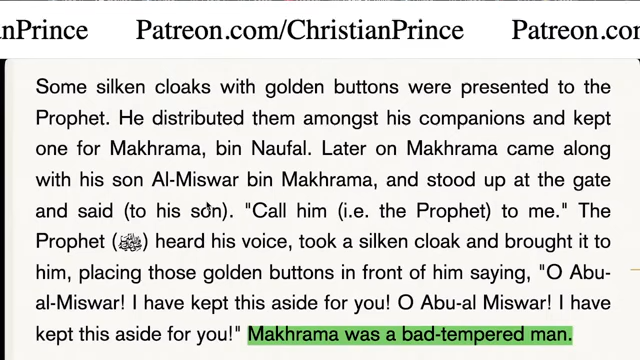 nPrince Patreon.com/ChristianPrince Patreon.co
Some silken cloaks with golden buttons were presented to the
Prophet. He distributed them amongst his companions and kept
one for Makhrama, bin Naufal. Later on Makhrama came along
with his son Al-Miswar bin Makhrama, and stood up at the gate
and said (to his son). "Call him (i.e. the Prophet) to me." The
Prophet (ﷺ) heard his voice, took a silken cloak and brought it to
him, placing those golden buttons in front of him saying, "O Abu-
al-Miswar! I have kept this aside for you! O Abu-al Miswar! I have
kept this aside for you!" Makhrama was a bad-tempered man.